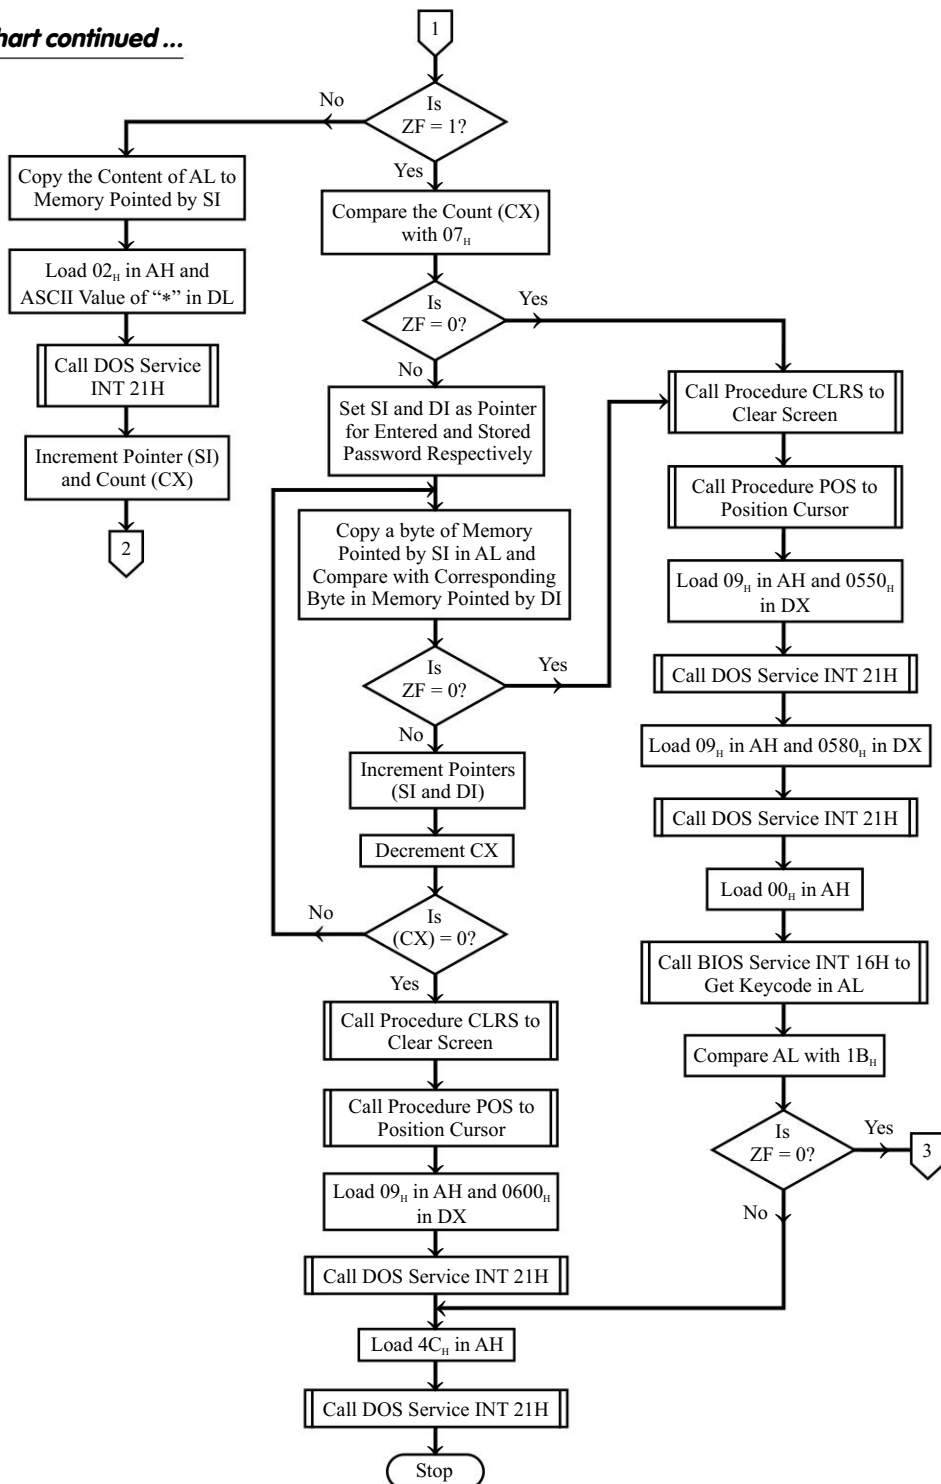 hart continued ...
1
Is
ZF = 1?
No
Yes
Copy the Content of AL to
Memory Pointed by SI
Load 02H in AH and
ASCII Value of “*” in DL
Call DOS Service
INT 21H
Increment Pointer (SI)
and Count (CX)
2
Compare the Count (CX)
with 07H
Is
ZF = 0?
Yes
No
Set SI and DI as Pointer
for Entered and Stored
Password Respectively
Copy a byte of Memory
Pointed by SI in AL and
Compare with Corresponding
Byte in Memory Pointed by DI
Is
ZF = 0?
Yes
No
Increment Pointers
(SI and DI)
Decrement CX
Is
(CX) = 0?
No
Yes
Call Procedure CLRS to
Clear Screen
Call Procedure POS to
Position Cursor
Load 09H in AH and 0600H
in DX
Call DOS Service INT 21H
Load 4CH in AH
Call DOS Service INT 21H
Stop
Call Procedure CLRS to
Clear Screen
Call Procedure POS to
Position Cursor
Load 09H in AH and 0550H
in DX
Call DOS Service INT 21H
Load 09H in AH and 0580H in DX
Call DOS Service INT 21H
Load 00H in AH
Call BIOS Service INT 16H to
Get Keycode in AL
Compare AL with 1BH
Is
ZF = 0?
Yes
3
No